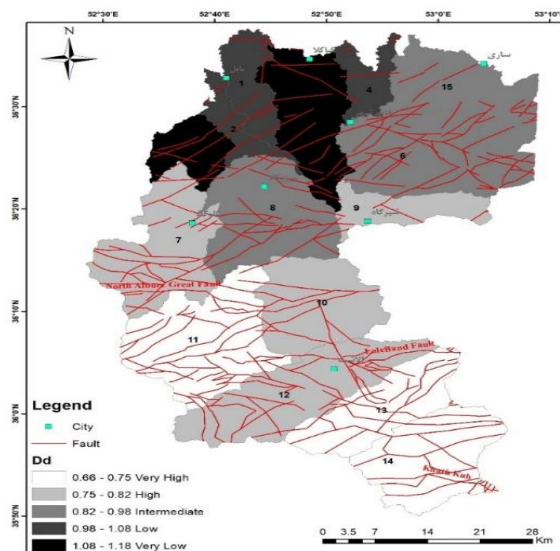 52°30'E
52°40'E
52°50'E
53°0'E
53°10'E
N
36°30'N
36°20'N
36°10'N
36°0'N
35°50'N
ساری
1
4
15
2
6
8
9
7
North Alborz Great Fault
10
11
12
13
14
Legend
City
Fault
Dd
0.66 - 0.75 Very High
0.75 - 0.82 High
0.82 - 0.98 Intermediate
0.98 - 1.08 Low
1.08 - 1.18 Very Low
0 3.5 7 14 21 28
Km